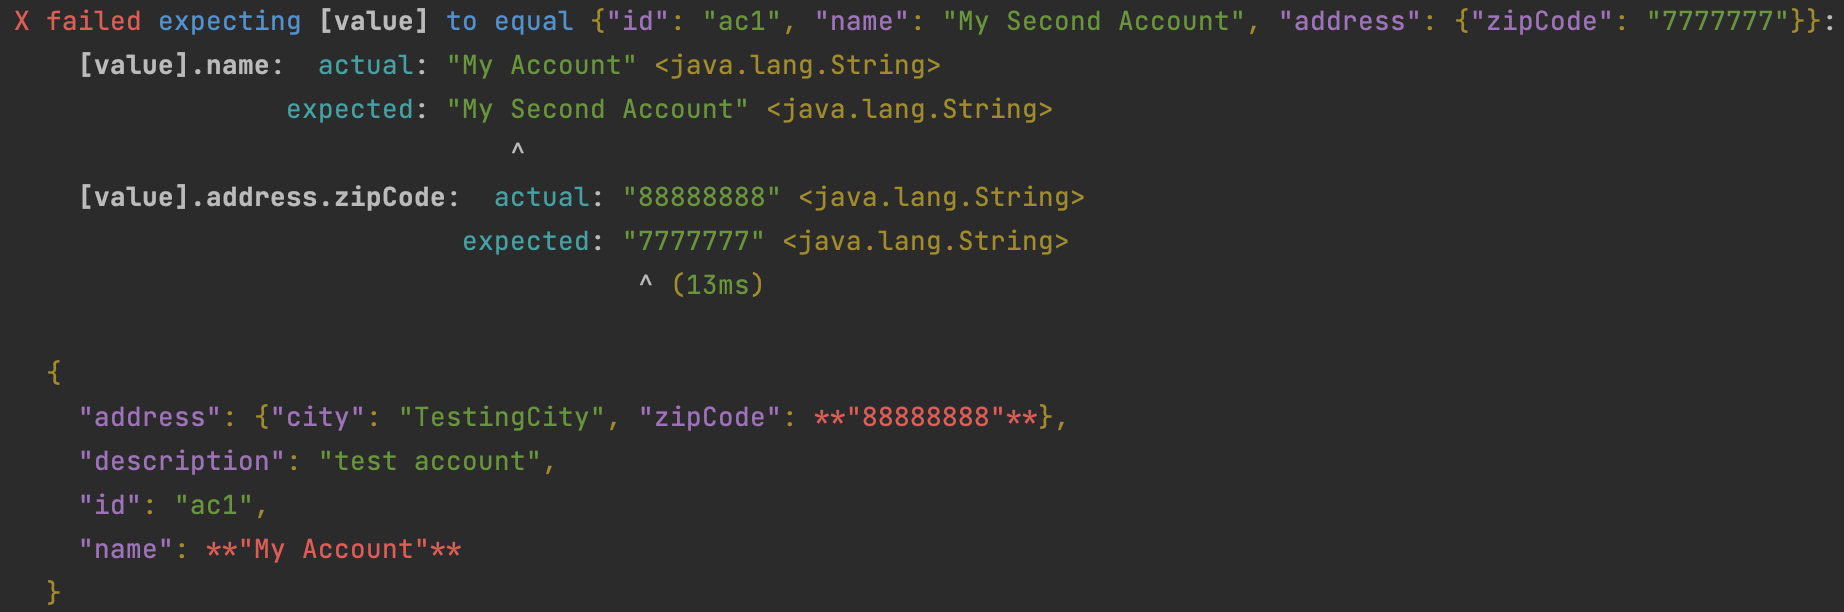 X failed expecting [value] to equal {"id": "ac1", "name": "My Second Account", "address": {"zipCode": "7777777"}}:
    [value].name:  actual: "My Account" <java.lang.String>
                 expected: "My Second Account" <java.lang.String>
                               ^
    [value].address.zipCode:  actual: "88888888" <java.lang.String>
                            expected: "7777777" <java.lang.String>
                                       ^ (13ms)

  {
    "address": {"city": "TestingCity", "zipCode": **"88888888"**},
    "description": "test account",
    "id": "ac1",
    "name": **"My Account"**
  }